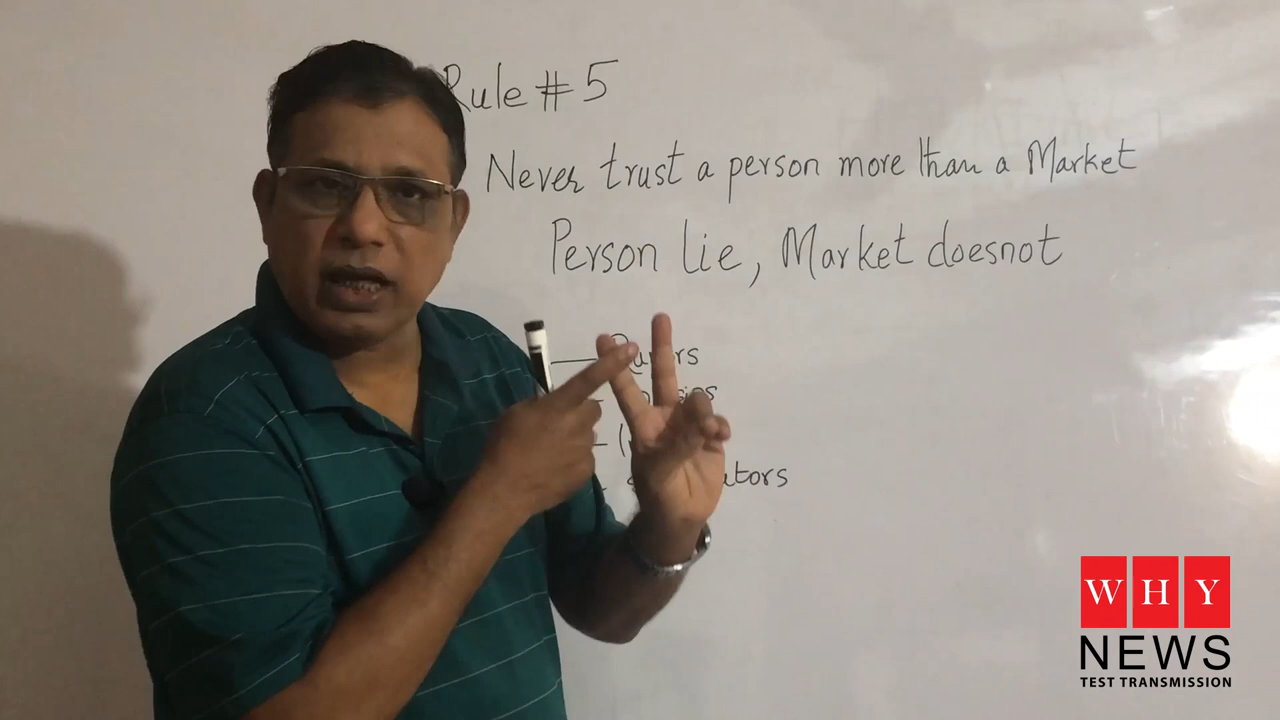 Rule # 5
Never trust a person more than a Market
Person lie, Market doesnot
WHY
NEWS
TEST TRANSMISSION